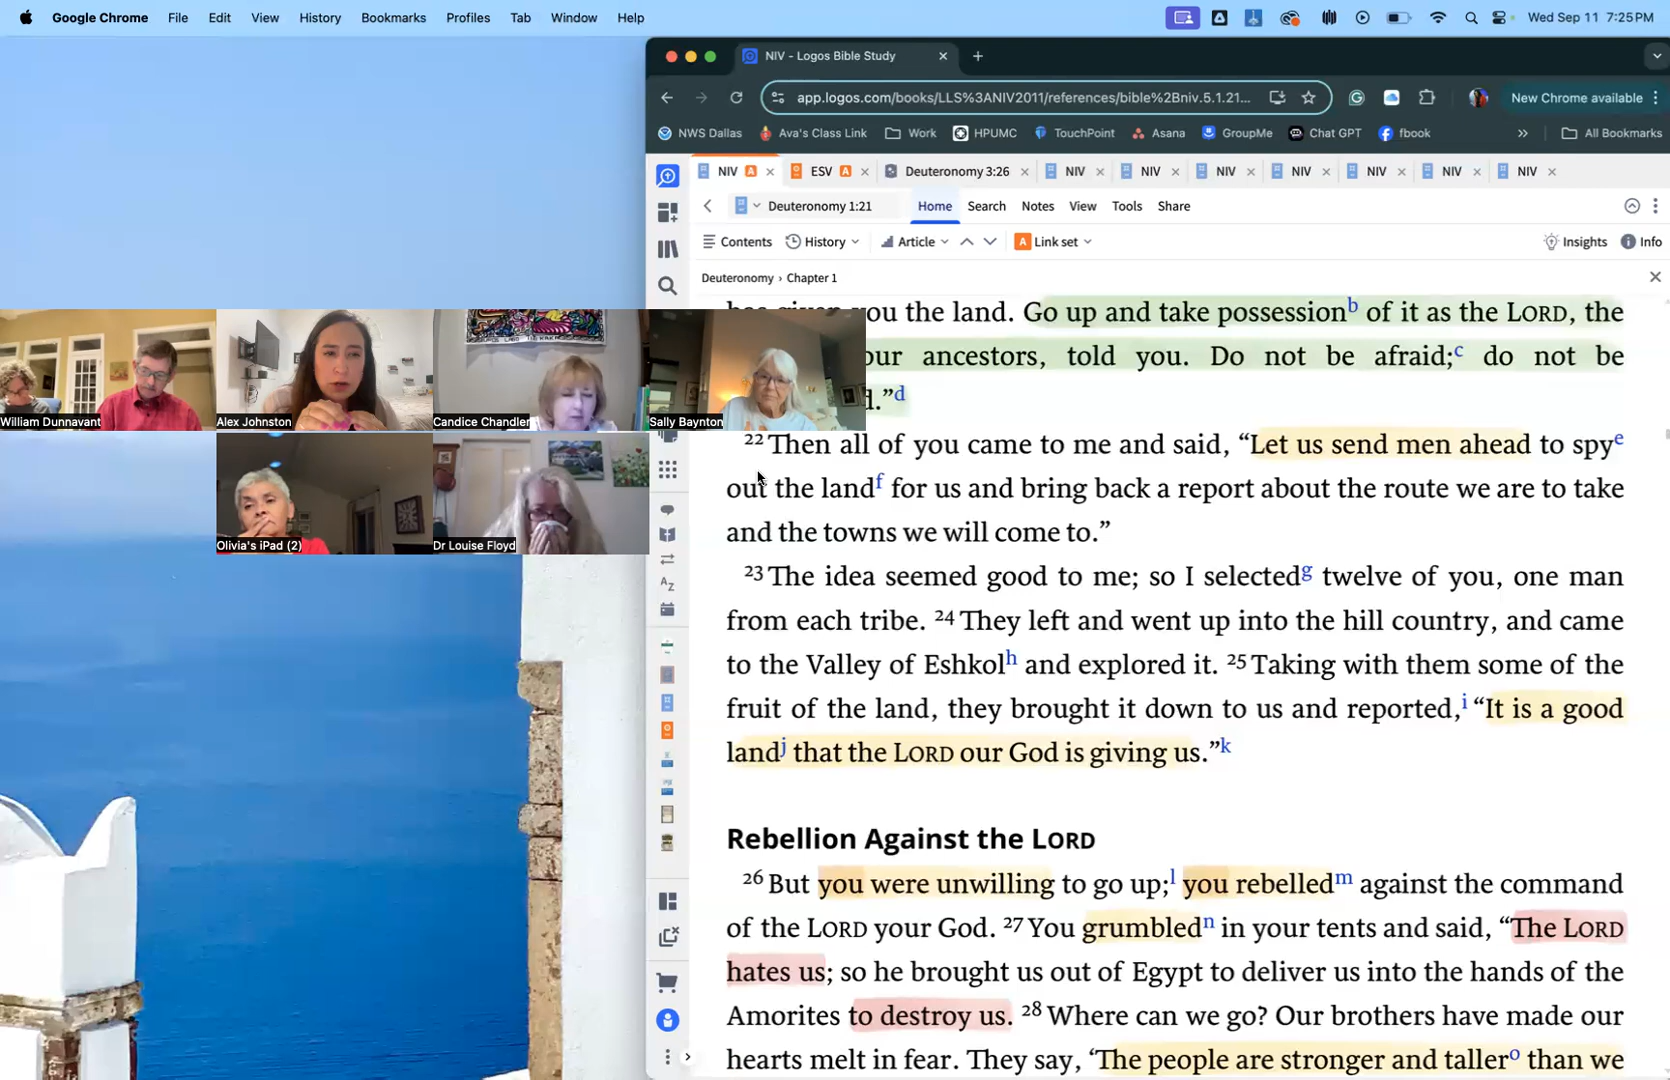 Google Chrome File Edit View History Bookmarks Profiles Tab Window Help Wed Sep 11 7:25 PM
NIV - Logos Bible Study
app.logos.com/books/LLS%3ANIV2011/references/bible%2Bniv.5.1.21... New Chrome available
NWS Dallas Ava's Class Link Work HPUMC TouchPoint Asana GroupMe Chat GPT fbook » All Bookmarks
NIV A ESV A Deuteronomy 3:26 NIV NIV NIV NIV NIV NIV NIV
Deuteronomy 1:21 Home Search Notes View Tools Share
Contents History Article A Link set Insights Info
Deuteronomy › Chapter 1
you the land. Go up and take possession b of it as the LORD, the
our ancestors, told you. Do not be afraid; c do not be
d.” d
22 Then all of you came to me and said, “Let us send men ahead to spy e
out the land f for us and bring back a report about the route we are to take
and the towns we will come to.”
23 The idea seemed good to me; so I selected g twelve of you, one man
from each tribe. 24 They left and went up into the hill country, and came
to the Valley of Eshkol h and explored it. 25 Taking with them some of the
fruit of the land, they brought it down to us and reported, i “It is a good
land j that the LORD our God is giving us.” k
Rebellion Against the LORD
26 But you were unwilling to go up; l you rebelled m against the command
of the LORD your God. 27 You grumbled n in your tents and said, “The LORD
hates us; so he brought us out of Egypt to deliver us into the hands of the
Amorites to destroy us. 28 Where can we go? Our brothers have made our
hearts melt in fear. They say, ‘The people are stronger and taller o than we
William Dunnavant
Alex Johnston
Candice Chandler
Sally Baynton
Olivia's iPad (2)
Dr Louise Floyd